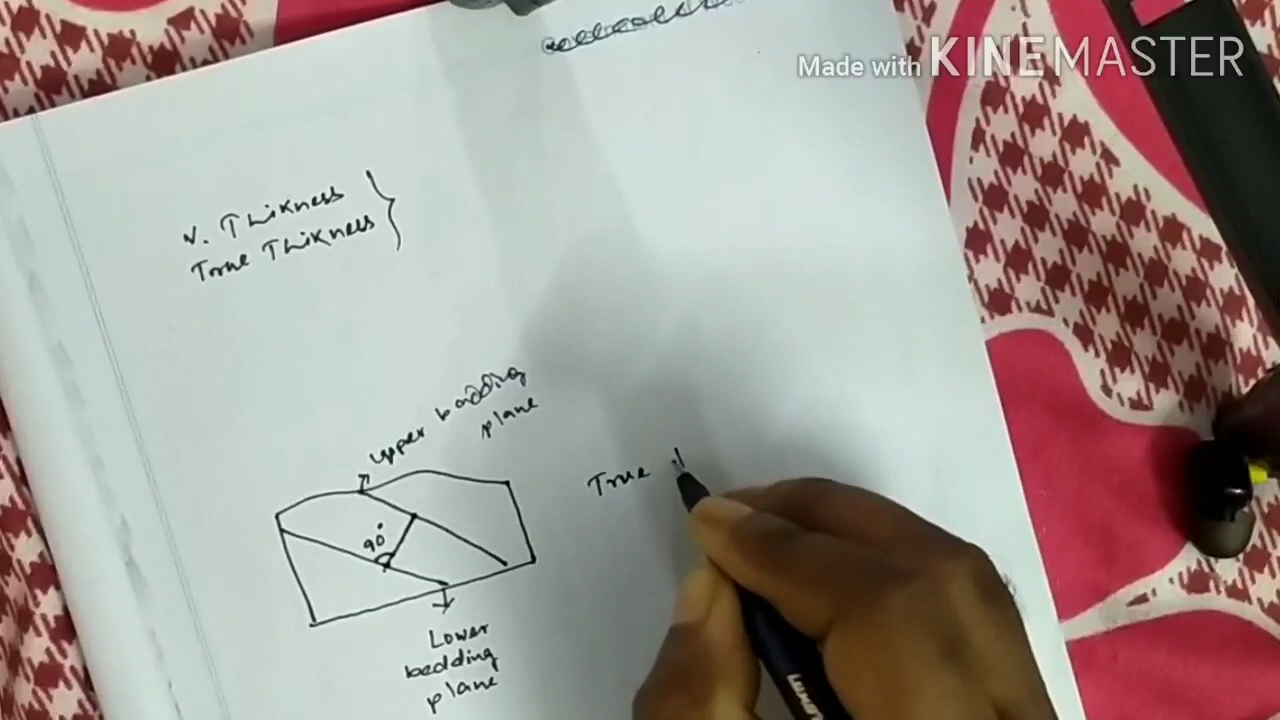 Made with KINEMASTER
V. Thikness
True Thikness
upper bedding
plane
True
90°
Lower
bedding
plane